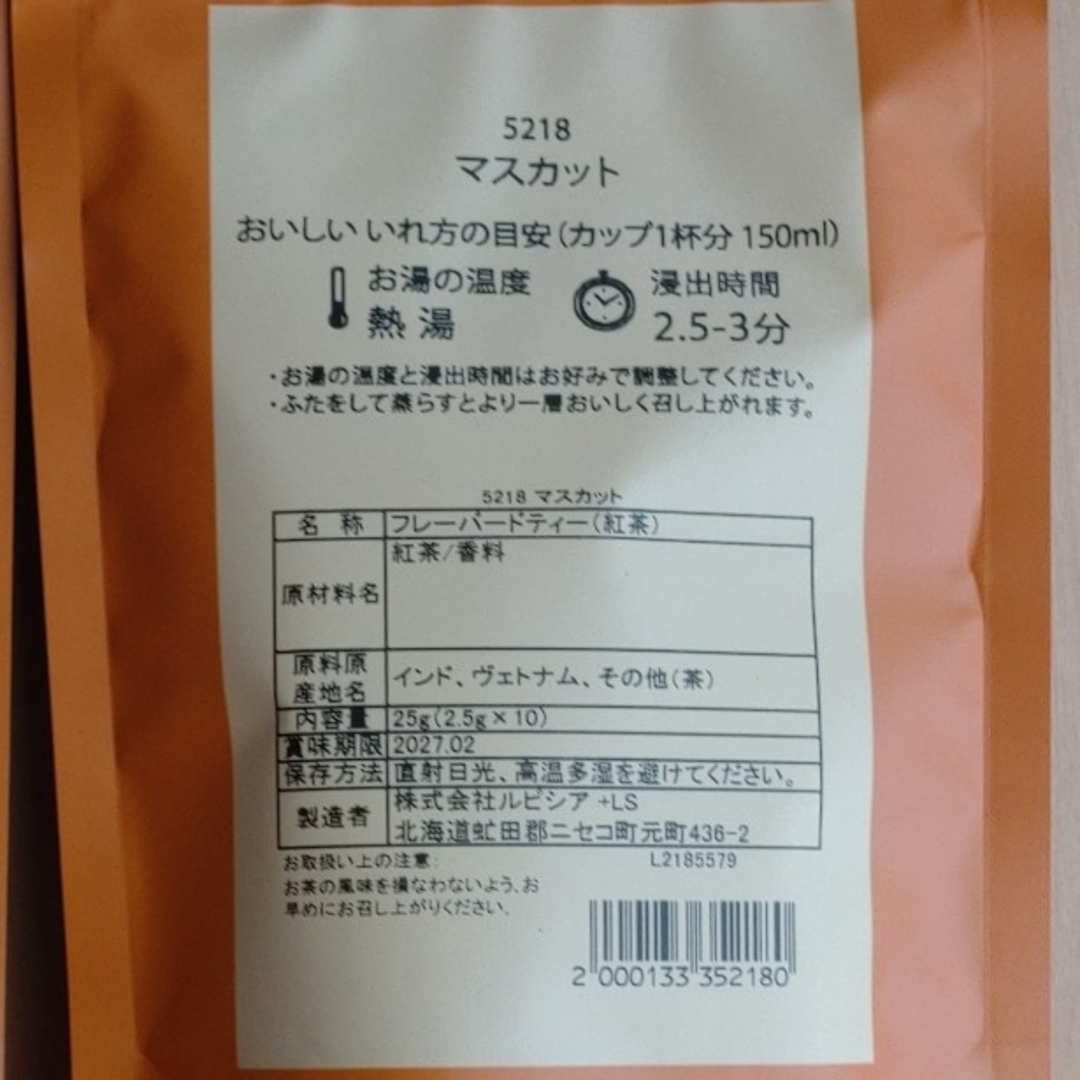 5218
マスカット
おいしい いれ方の目安(カップ1杯分 150ml)
お湯の温度
熱湯
浸出時間
2.5-3分
・お湯の温度と浸出時間はお好みで調整してください。
・ふたをして蒸らすとより一層おいしく召し上がれます。
5218 マスカット
名 称 フレーバードティー(紅茶)
原材料名 紅茶/香料
原料原産地名 インド、ヴェトナム、その他(茶)
内容量 25g(2.5g×10)
賞味期限 2027.02
保存方法 直射日光、高温多湿を避けてください。
製造者 株式会社ルピシア +LS
北海道虻田郡ニセコ町元町436-2
お取扱い上の注意:
L2185579
お茶の風味を損なわないよう、お
早めにお召し上がりください。
2 000133 352180